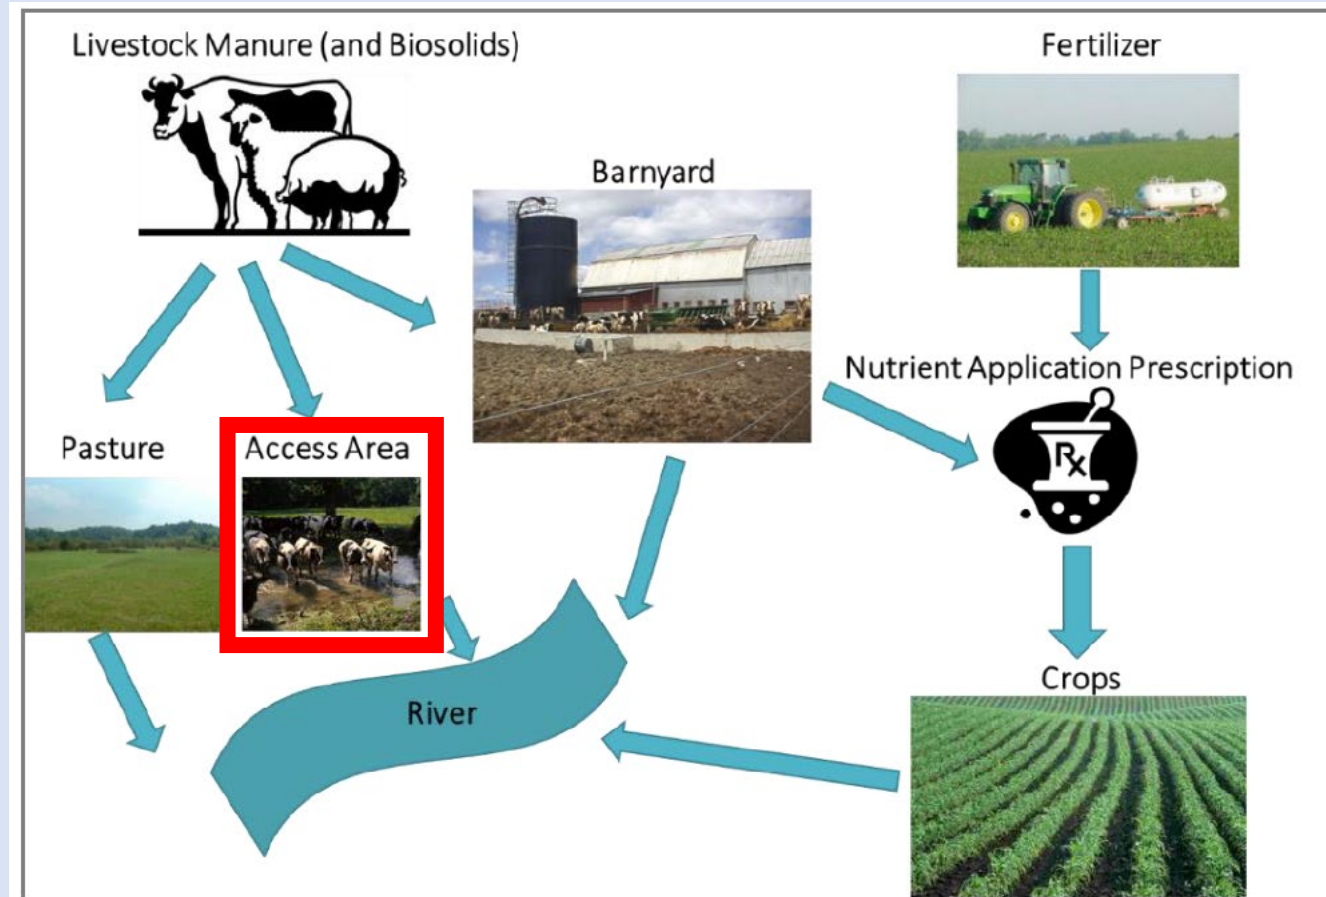 Livestock Manure (and Biosolids)
Fertilizer
Barnyard
Nutrient Application Prescription
Rx
Pasture
Access Area
River
Crops